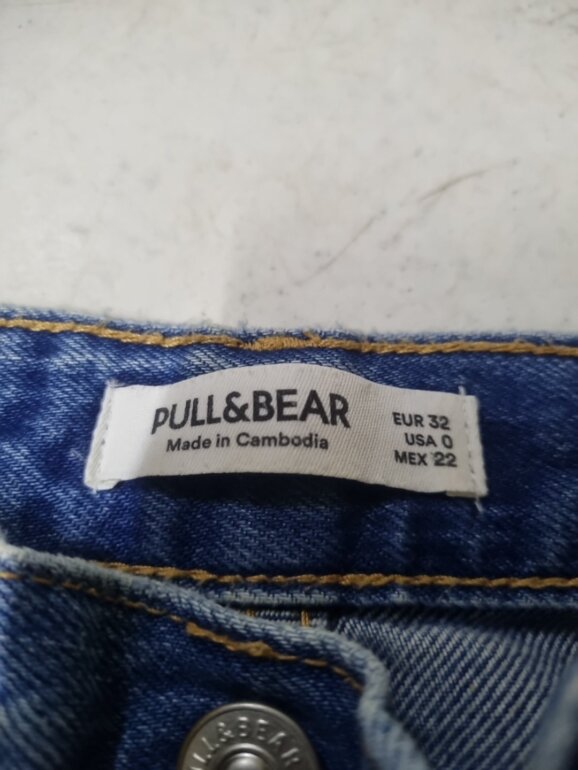 PULL&BEAR
Made in Cambodia
EUR 32
USA 0
MEX 22